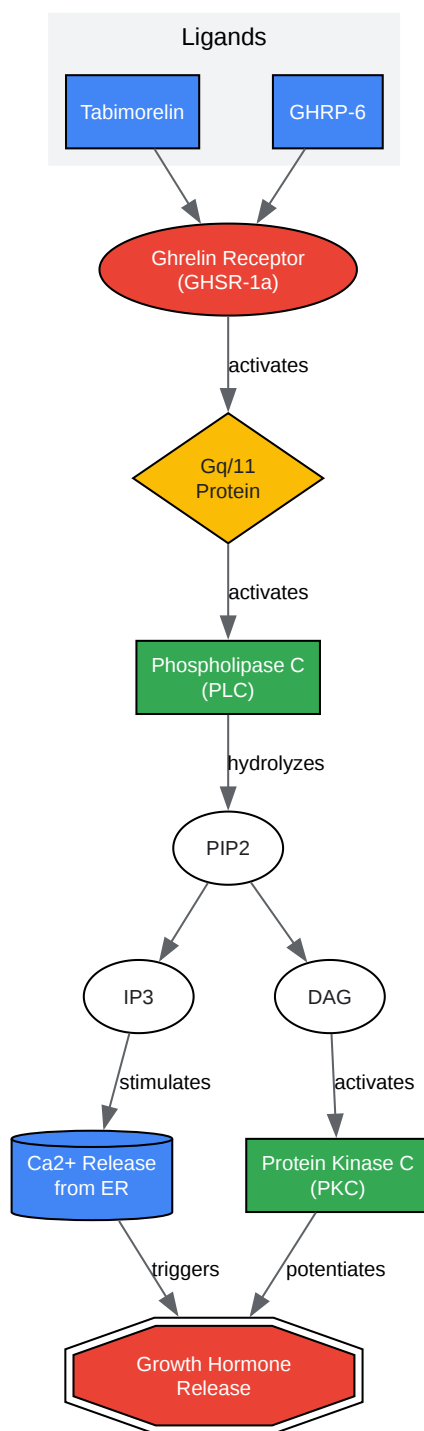 Ligands
Tabimorelin
GHRP-6
Ghrelin Receptor
(GHSR-1a)
activates
Gq/11
Protein
activates
Phospholipase C
(PLC)
hydrolyzes
PIP2
IP3
DAG
stimulates
activates
Ca2+ Release
from ER
Protein Kinase C
(PKC)
triggers
potentiates
Growth Hormone
Release